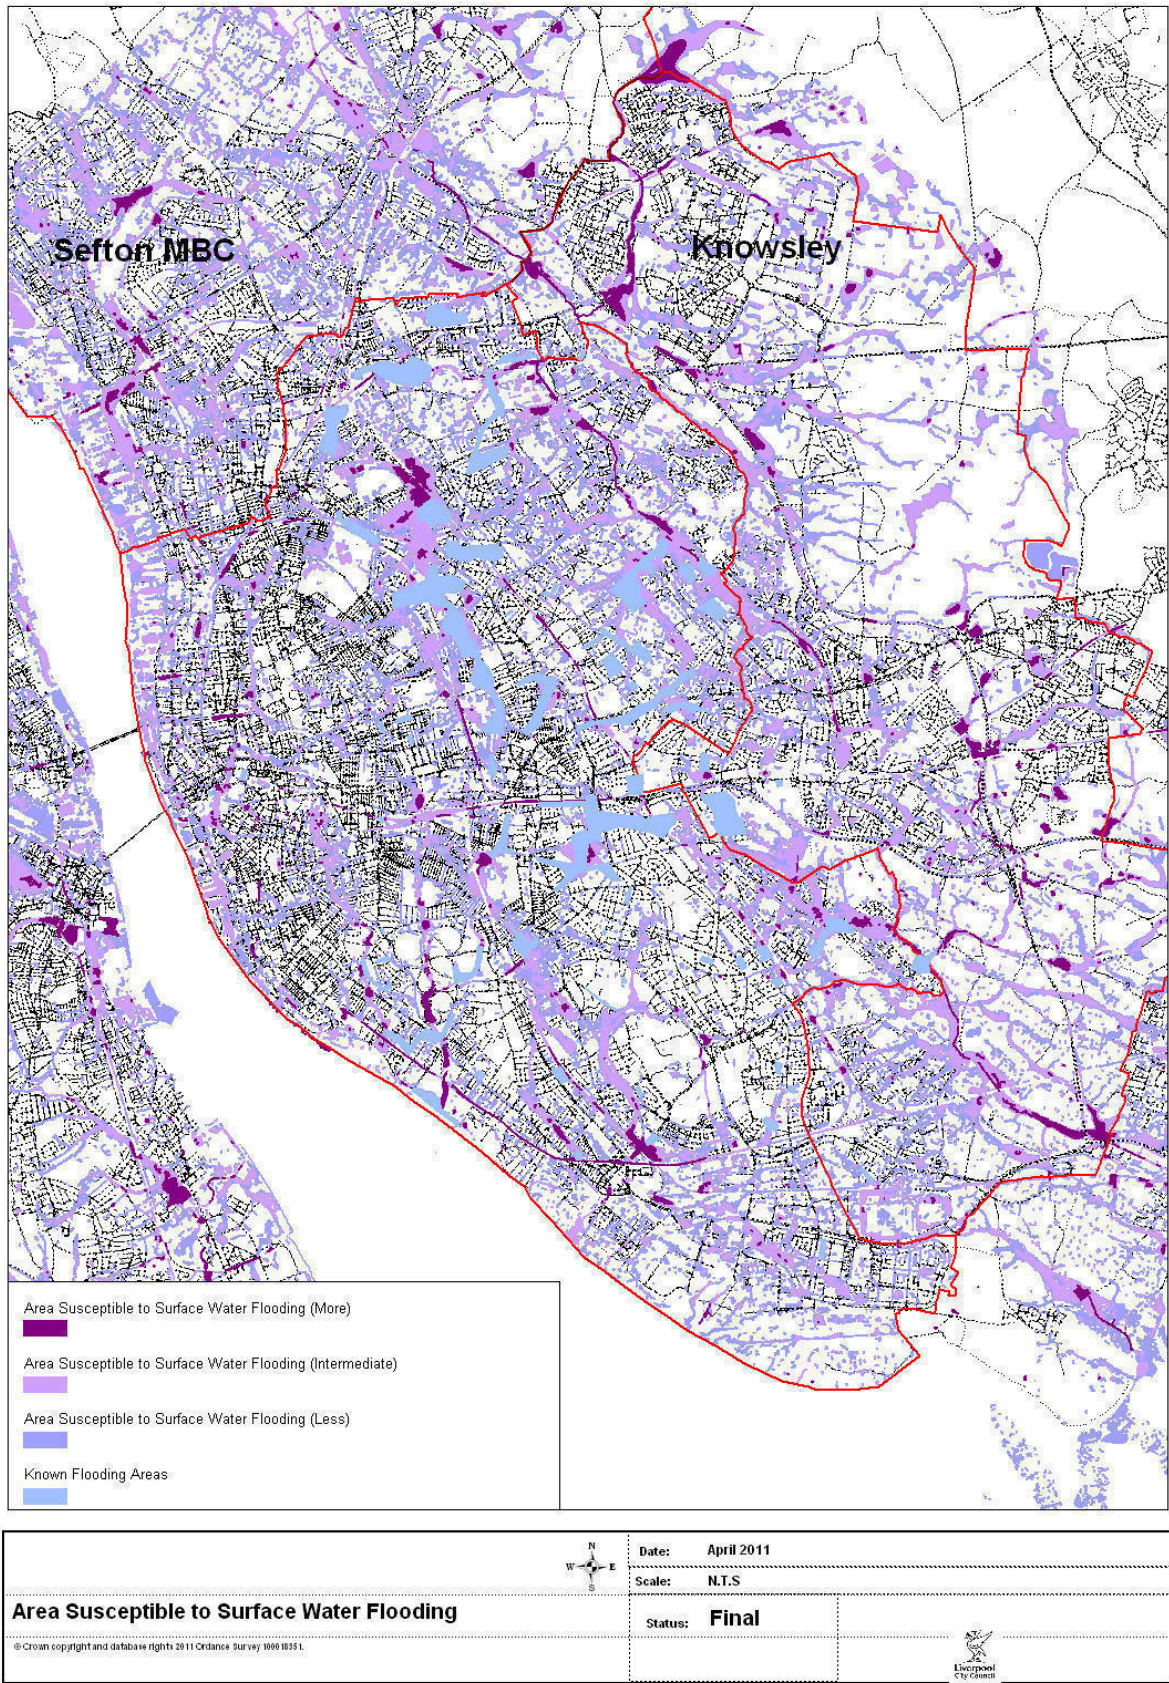 Sefton MBC
Knowsley
Area Susceptible to Surface Water Flooding (More)
Area Susceptible to Surface Water Flooding (Intermediate)
Area Susceptible to Surface Water Flooding (Less)
Known Flooding Areas
N
W E
S
Date: April 2011
Scale: N.T.S
Area Susceptible to Surface Water Flooding
Status: Final
© Crown copyright and database rights 2011 Ordance Survey 100018351.
Liverpool
City Council